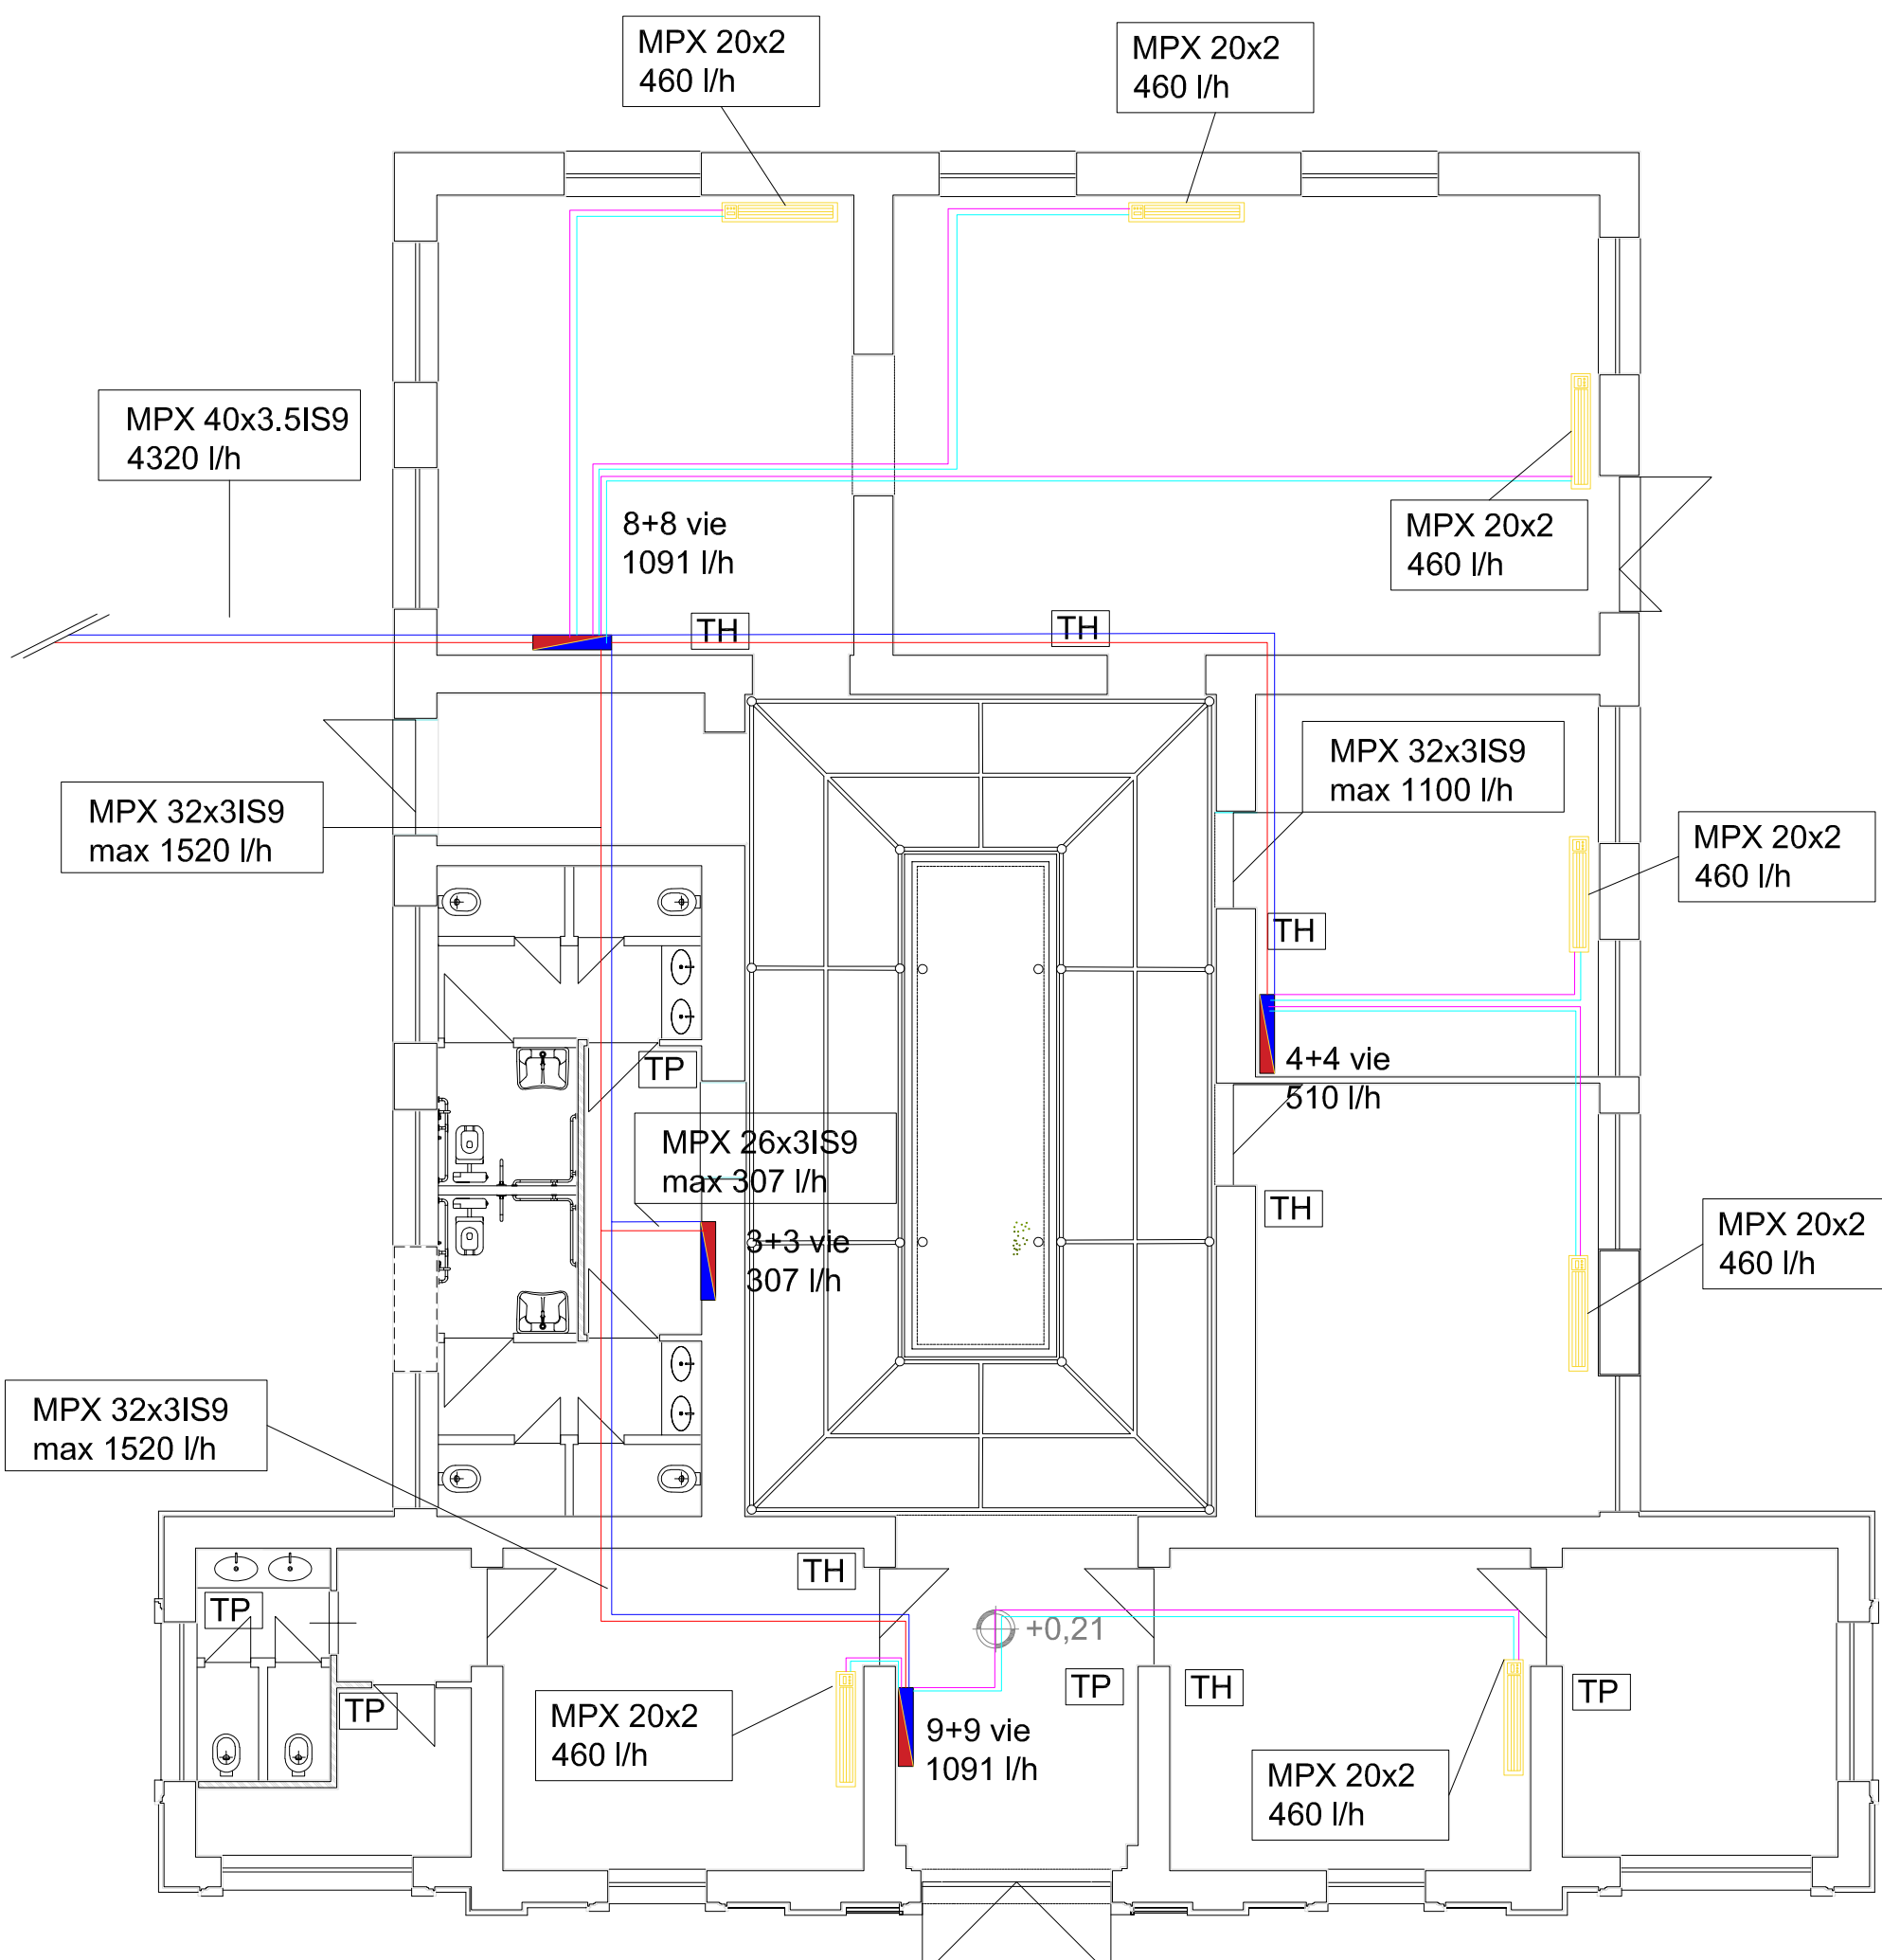 MPX 20x2
460 l/h
MPX 20x2
460 l/h
MPX 40x3.5IS9
4320 l/h
8+8 vie
1091 l/h
MPX 20x2
460 l/h
TH
TH
MPX 32x3IS9
max 1100 l/h
MPX 32x3IS9
max 1520 l/h
MPX 20x2
460 l/h
TH
TP
4+4 vie
510 l/h
MPX 26x3IS9
max 307 l/h
TH
3+3 vie
307 l/h
MPX 20x2
460 l/h
MPX 32x3IS9
max 1520 l/h
TH
TP
+0,21
TP
TP
TH
TP
MPX 20x2
460 l/h
9+9 vie
1091 l/h
MPX 20x2
460 l/h